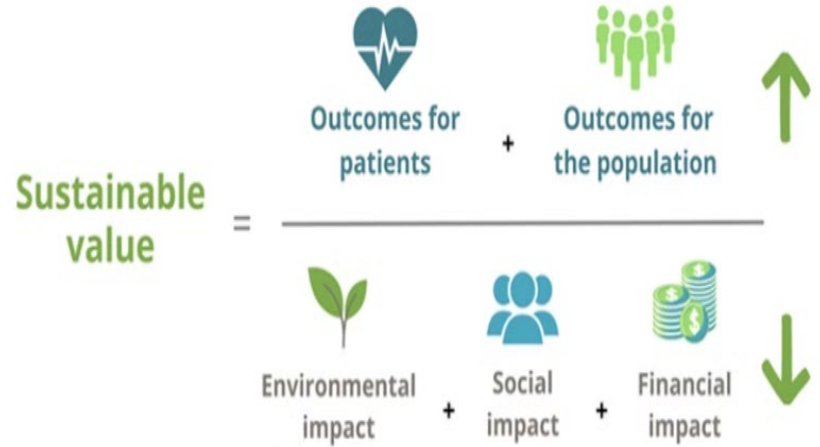 Outcomes for
patients
+
Outcomes for
the population
Sustainable
value
=
Environmental
impact
+
Social
impact
+
Financial
impact